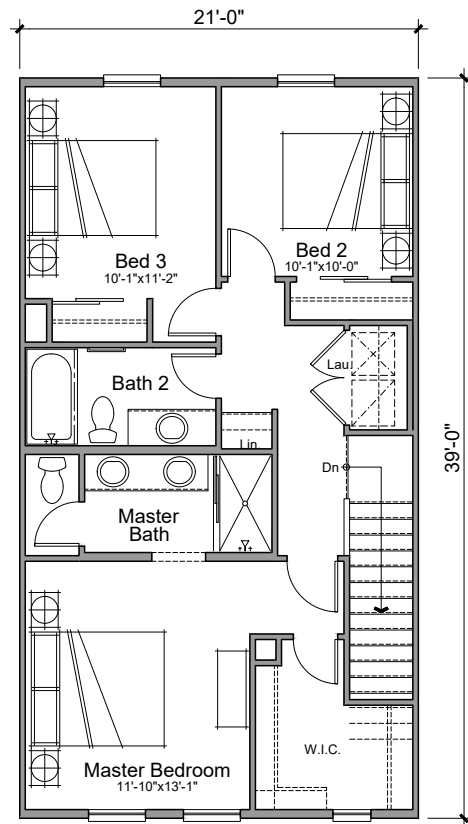 21'-0"
Bed 3
10'-1"x11'-2"
Bed 2
10'-1"x10'-0"
Lau.
Bath 2
Lin.
39'-0"
Dn
Master
Bath
W.I.C.
Master Bedroom
11'-10"x13'-1"